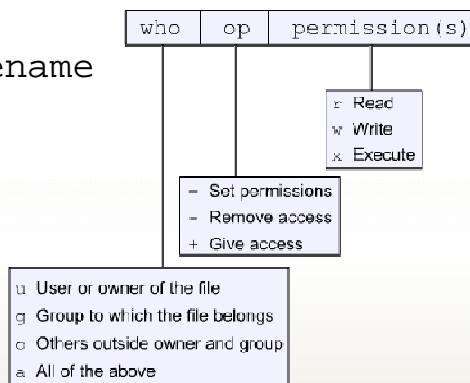 who op permission(s)
ename
r Read
w Write
x Execute
- Set permissions
- Remove access
+ Give access
u User or owner of the file
g Group to which the file belongs
o Others outside owner and group
a All of the above